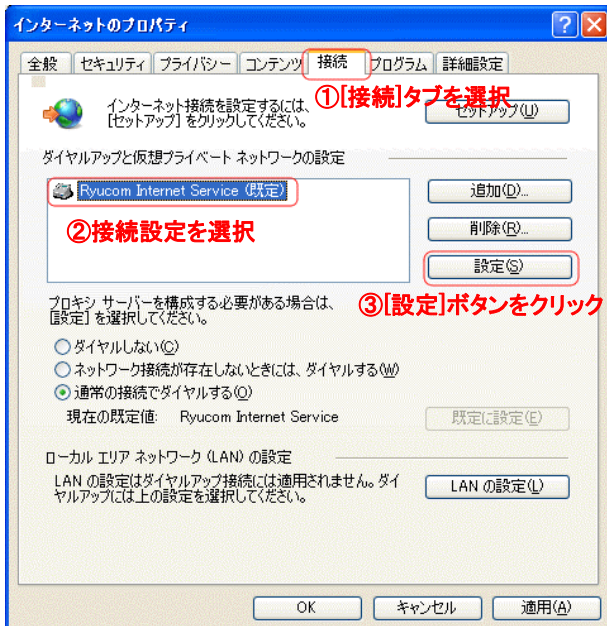 インターネットのプロパティ
全般 セキュリティ プライバシー コンテンツ 接続 プログラム 詳細設定
①[接続]タブを選択
インターネット接続を設定するには、
[セットアップ] をクリックしてください。
セットアップ(U)
ダイヤルアップと仮想プライベート ネットワークの設定
Ryucom Internet Service (既定)
追加(D)...
②接続設定を選択
削除(R)...
設定(S)
③[設定]ボタンをクリック
プロキシ サーバーを構成する必要がある場合は、
[設定] を選択してください。
ダイヤルしない(C)
ネットワーク接続が存在しないときには、ダイヤルする(W)
通常の接続でダイヤルする(O)
現在の既定値: Ryucom Internet Service
既定に設定(E)
ローカル エリア ネットワーク (LAN) の設定
LAN の設定はダイヤルアップ接続には適用されません。ダイ
ヤルアップには上の設定を選択してください。
LAN の設定(L)
OK キャンセル 適用(A)